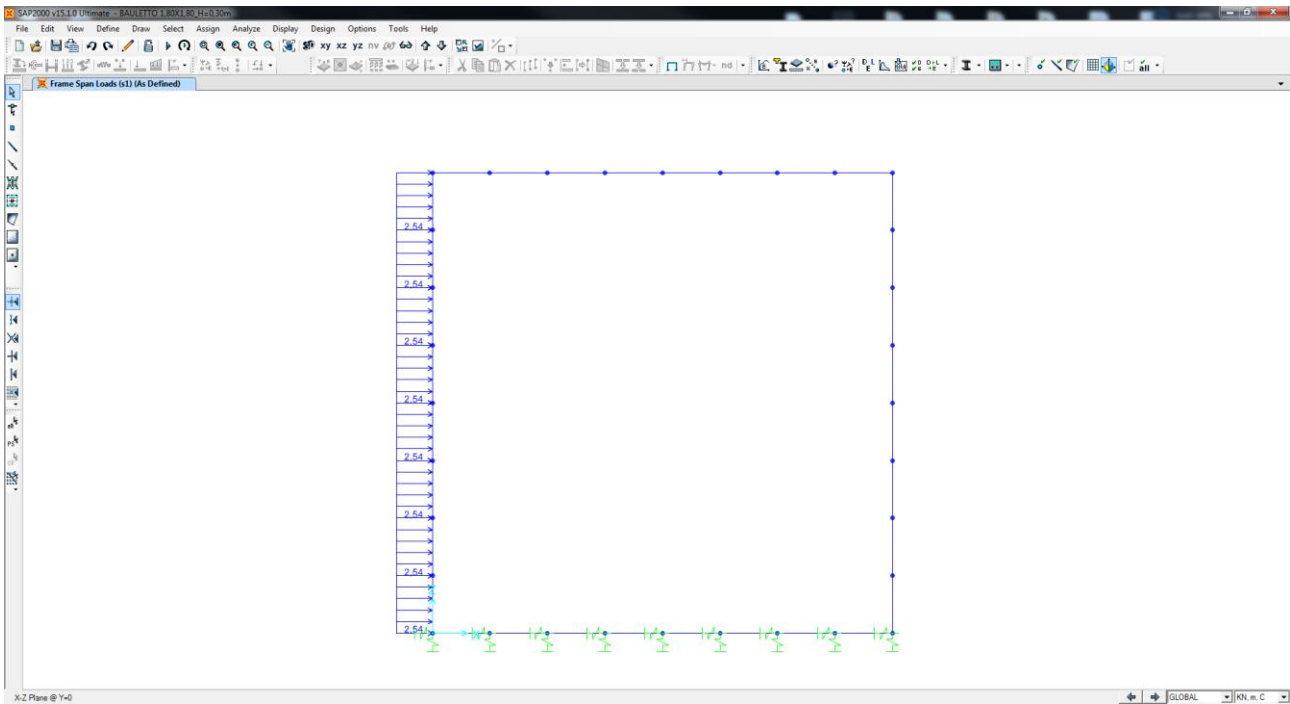 SAP2000 v15.1.0 Ultimate - BAULETTO 1,80X1,80_H=0,30m
File Edit View Define Draw Select Assign Analyze Display Design Options Tools Help
xy xz yz nv
nd
all
Frame Span Loads (s1) (As Defined)
2,54
2,54
2,54
2,54
2,54
2,54
2,54
2,54
X-Z Plane @ Y=0
GLOBAL
KN, m, C